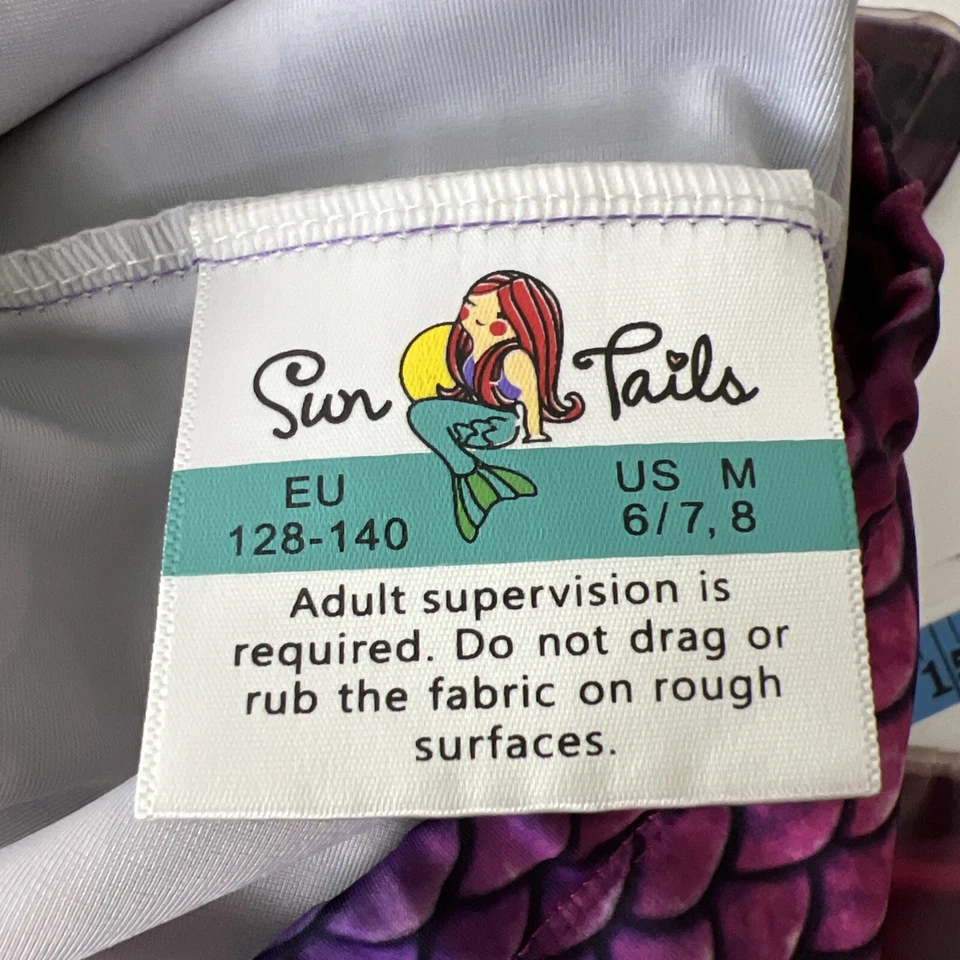 Sun Tails
EU
128-140
US M
6/7, 8
Adult supervision is
required. Do not drag or
rub the fabric on rough
surfaces.